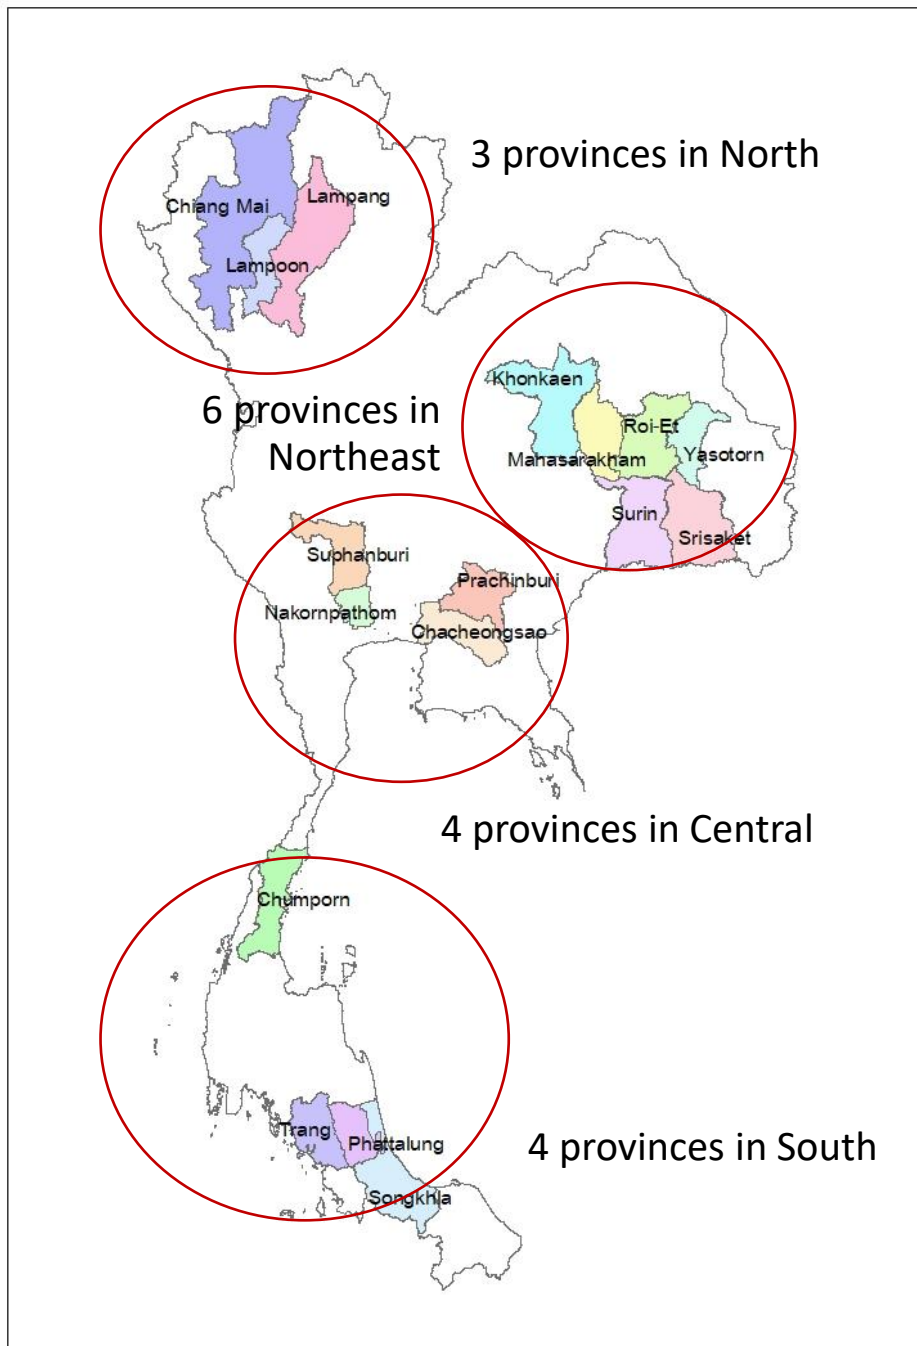 3 provinces in North
Chiang Mai
Lampang
Lampoon
6 provinces in
Northeast
Khonkaen
Roi-Et
Mahasarakham
Yasotorn
Surin
Srisaket
Suphanburi
Prachinburi
Nakornpathom
Chacheongsao
4 provinces in Central
Chumporn
Trang
Phattalung
4 provinces in South
Songkhla